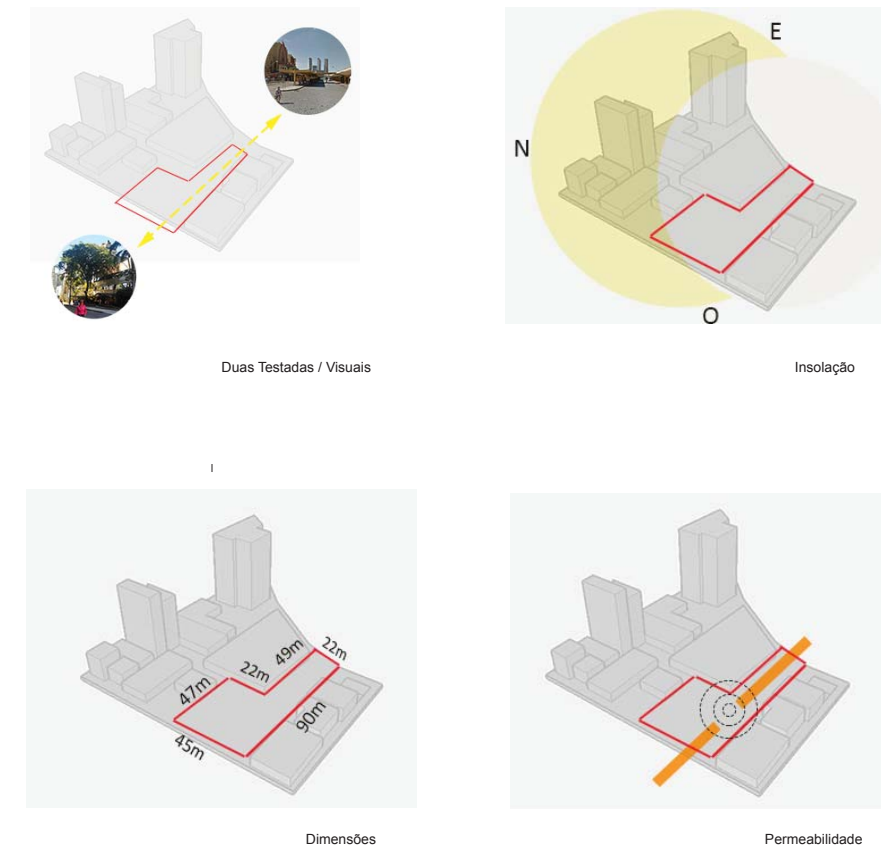 E
N
O
Duas Testadas / Visuais
Insolação
22m
49m
22m
47m
90m
45m
Dimensões
Permeabilidade